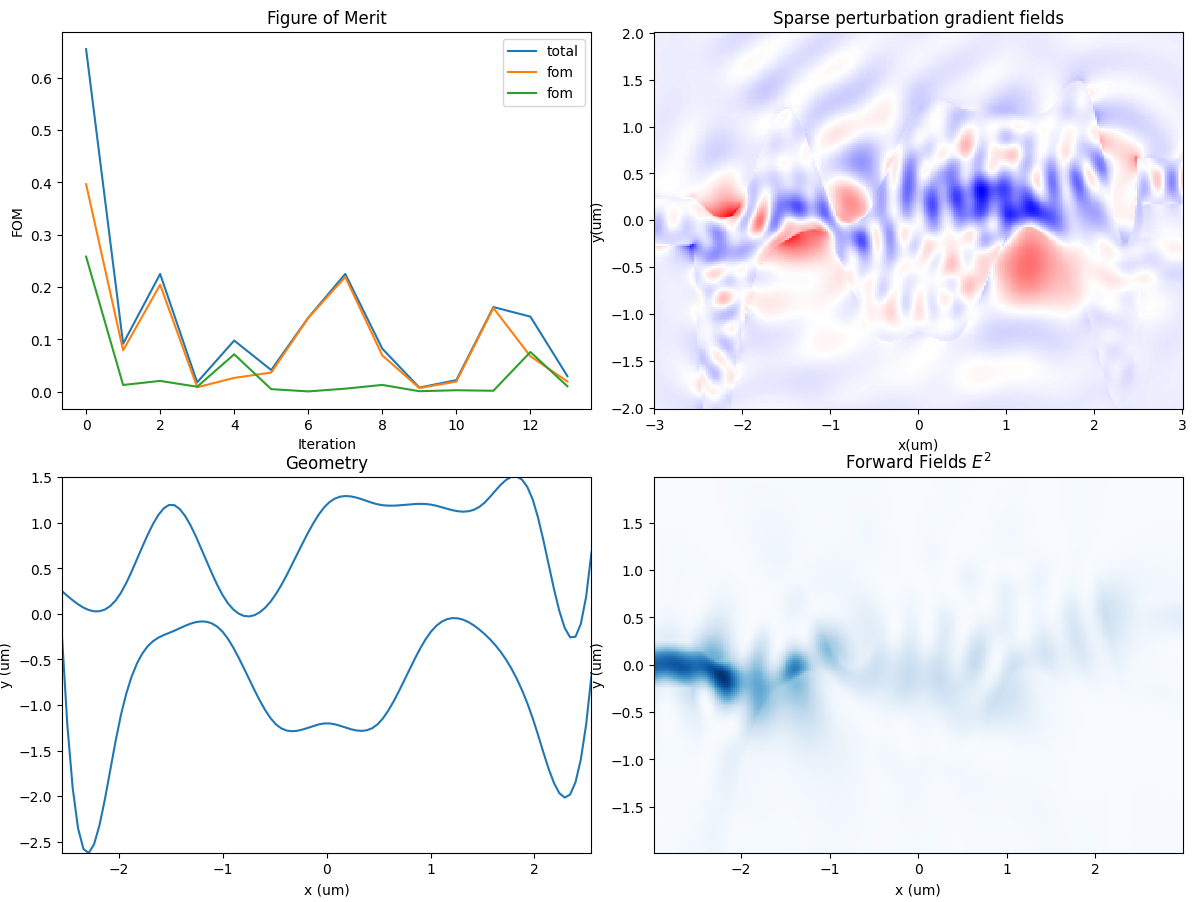 Figure of Merit
total
fom
fom
FOM
0.6
0.5
0.4
0.3
0.2
0.1
0.0
0 2 4 6 8 10 12
Iteration
Sparse perturbation gradient fields
y(um)
2.0
1.5
1.0
0.5
0.0
−0.5
−1.0
−1.5
−2.0
−3 −2 −1 0 1 2 3
x(um)
Geometry
y (um)
1.5
1.0
0.5
0.0
−0.5
−1.0
−1.5
−2.0
−2.5
−2 −1 0 1 2
x (um)
Forward Fields E²
y (um)
1.5
1.0
0.5
0.0
−0.5
−1.0
−1.5
−2 −1 0 1 2
x (um)